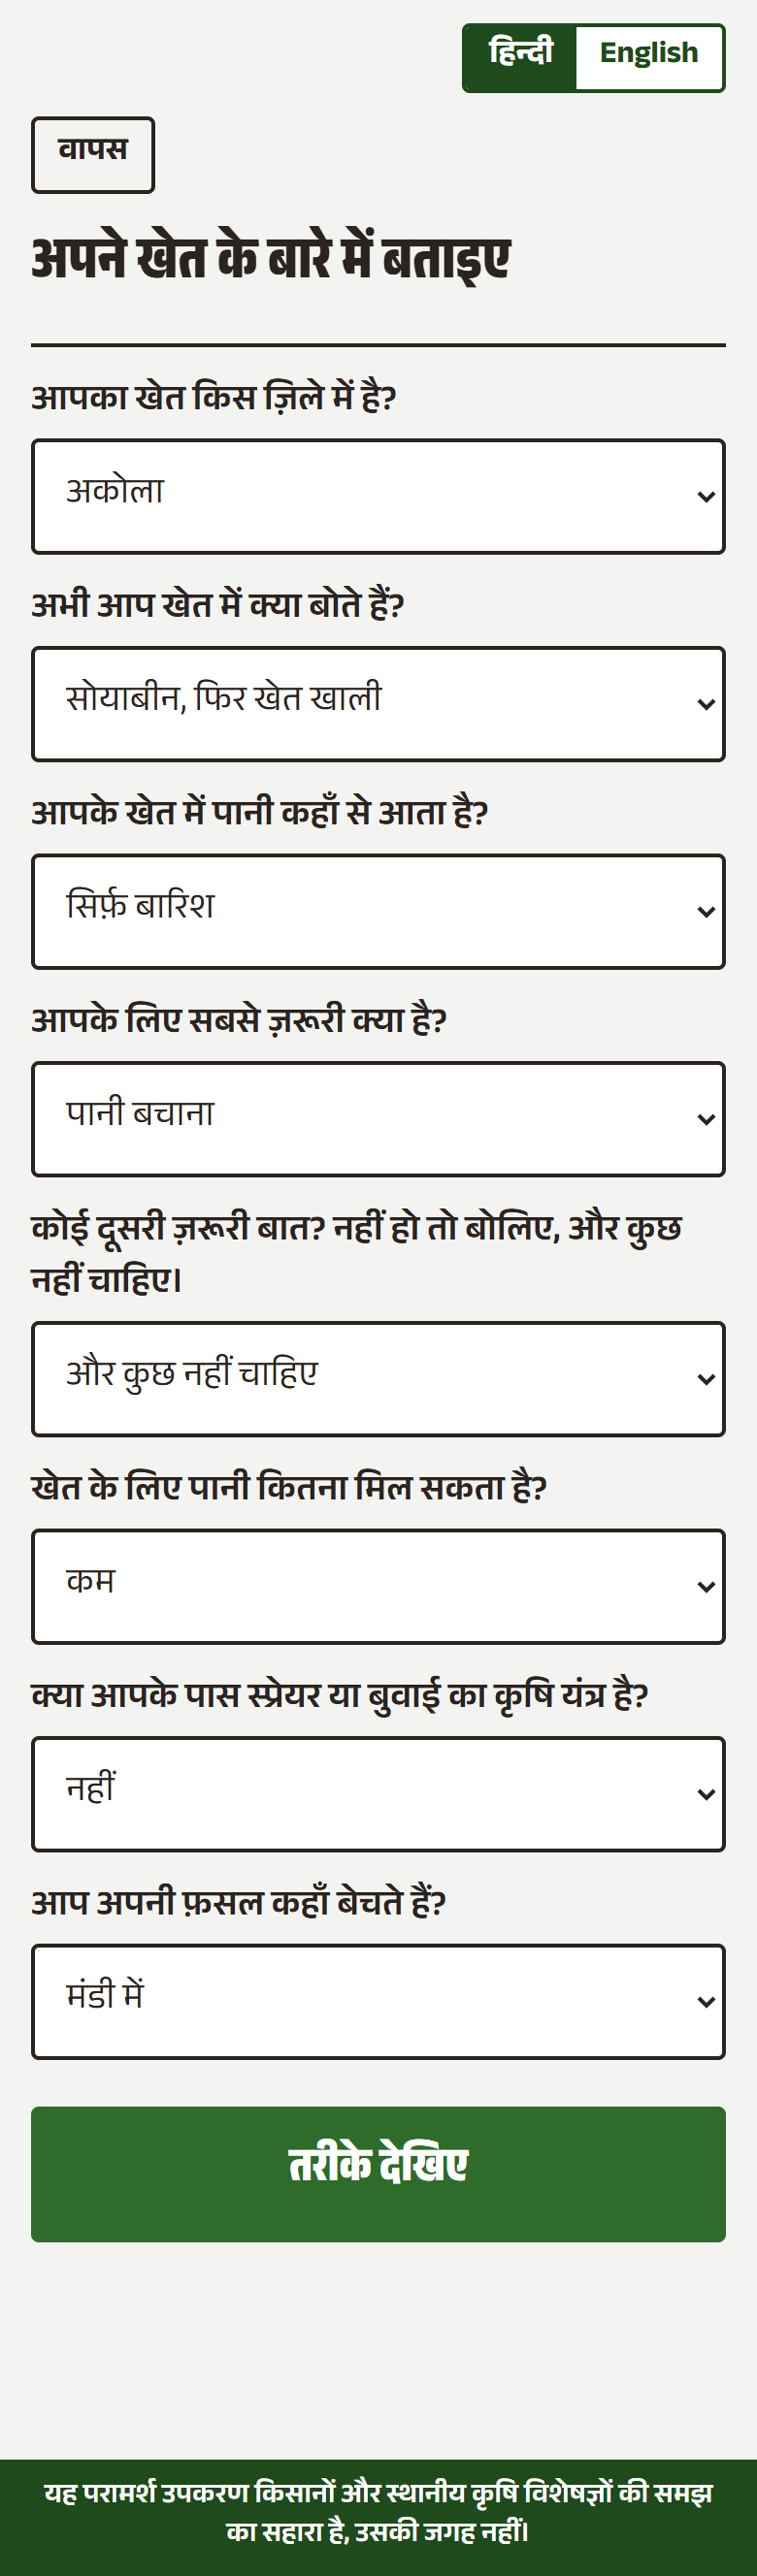 हिन्दी English
वापस
अपने खेत के बारे में बताइए
आपका खेत किस ज़िले में है?
अकोला
अभी आप खेत में क्या बोते हैं?
सोयाबीन, फिर खेत खाली
आपके खेत में पानी कहाँ से आता है?
सिर्फ़ बारिश
आपके लिए सबसे ज़रूरी क्या है?
पानी बचाना
कोई दूसरी ज़रूरी बात? नहीं हो तो बोलिए, और कुछ
नहीं चाहिए।
और कुछ नहीं चाहिए
खेत के लिए पानी कितना मिल सकता है?
कम
क्या आपके पास स्प्रेयर या बुवाई का कृषि यंत्र है?
नहीं
आप अपनी फ़सल कहाँ बेचते हैं?
मंडी में
तरीके देखिए
यह परामर्श उपकरण किसानों और स्थानीय कृषि विशेषज्ञों की समझ
का सहारा है, उसकी जगह नहीं।